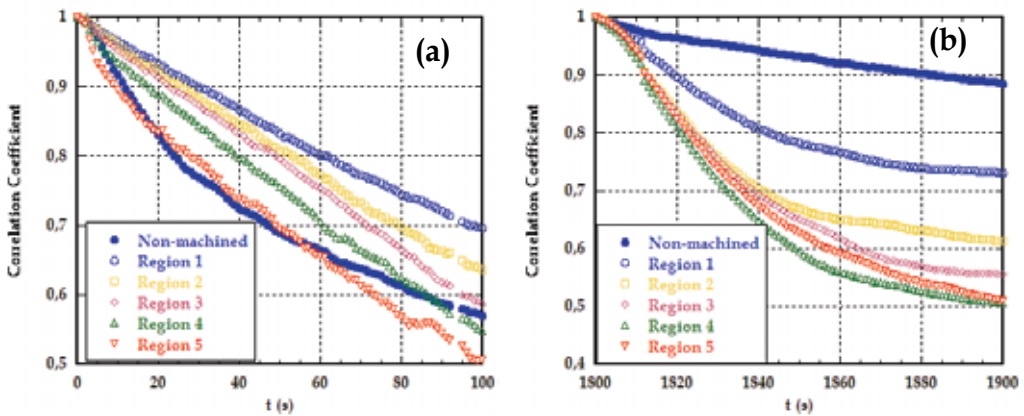 Correlation Coefficient
1
0,9
0,8
0,7
0,6
0,5
(a)
Non-machined
Region 1
Region 2
Region 3
Region 4
Region 5
0 20 40 60 80 100
t (s)
Correlation Coefficient
1
0,9
0,8
0,7
0,6
0,5
0,4
(b)
Non-machined
Region 1
Region 2
Region 3
Region 4
Region 5
1800 1820 1840 1860 1880 1900
t (s)